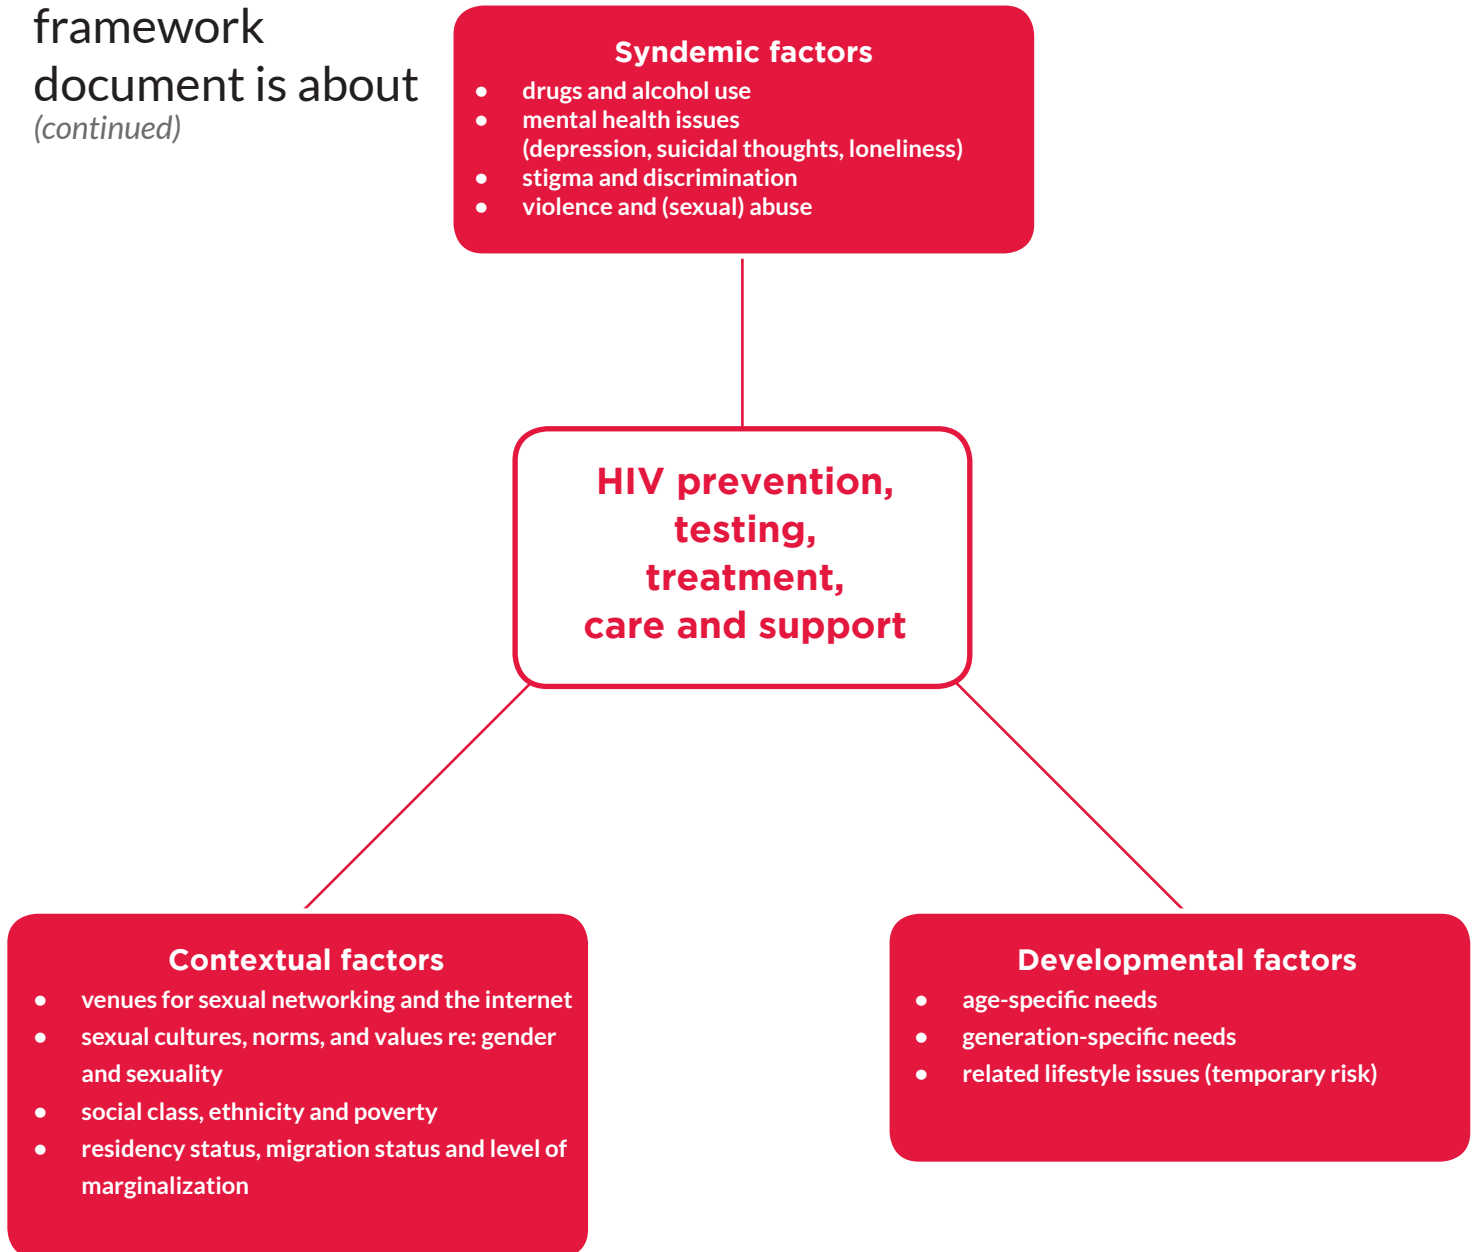 framework
document is about
(continued)
Syndemic factors
● drugs and alcohol use
● mental health issues
(depression, suicidal thoughts, loneliness)
● stigma and discrimination
● violence and (sexual) abuse
HIV prevention,
testing,
treatment,
care and support
Contextual factors
● venues for sexual networking and the internet
● sexual cultures, norms, and values re: gender
and sexuality
● social class, ethnicity and poverty
● residency status, migration status and level of
marginalization
Developmental factors
● age-specific needs
● generation-specific needs
● related lifestyle issues (temporary risk)